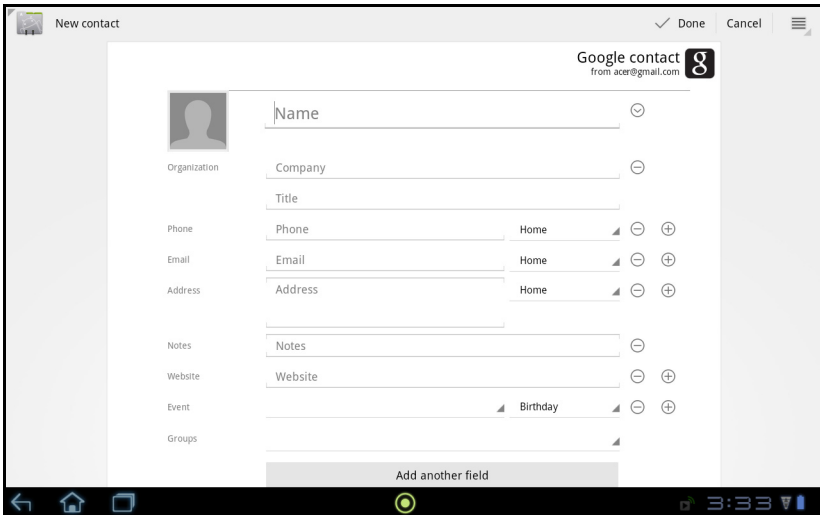 New contact
Done
Cancel
Google contact
from acer@gmail.com
g
Name
Organization
Company
Title
Phone
Phone
Home
Email
Email
Home
Address
Address
Home
Notes
Notes
Website
Website
Event
Birthday
Groups
Add another field
3:33